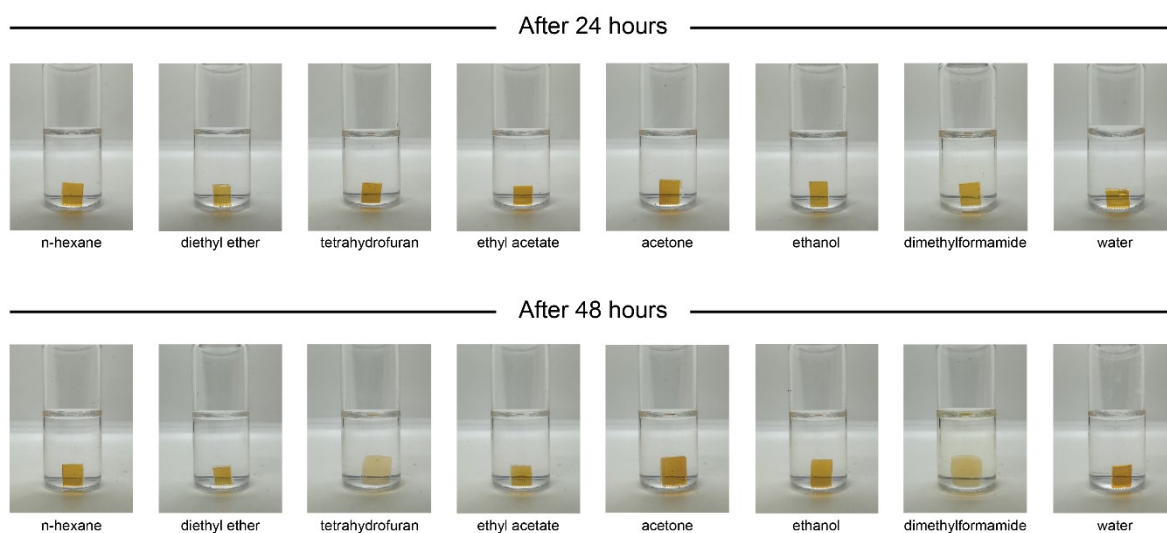 After 24 hours
n-hexane diethyl ether tetrahydrofuran ethyl acetate acetone ethanol dimethylformamide water
After 48 hours
n-hexane diethyl ether tetrahydrofuran ethyl acetate acetone ethanol dimethylformamide water